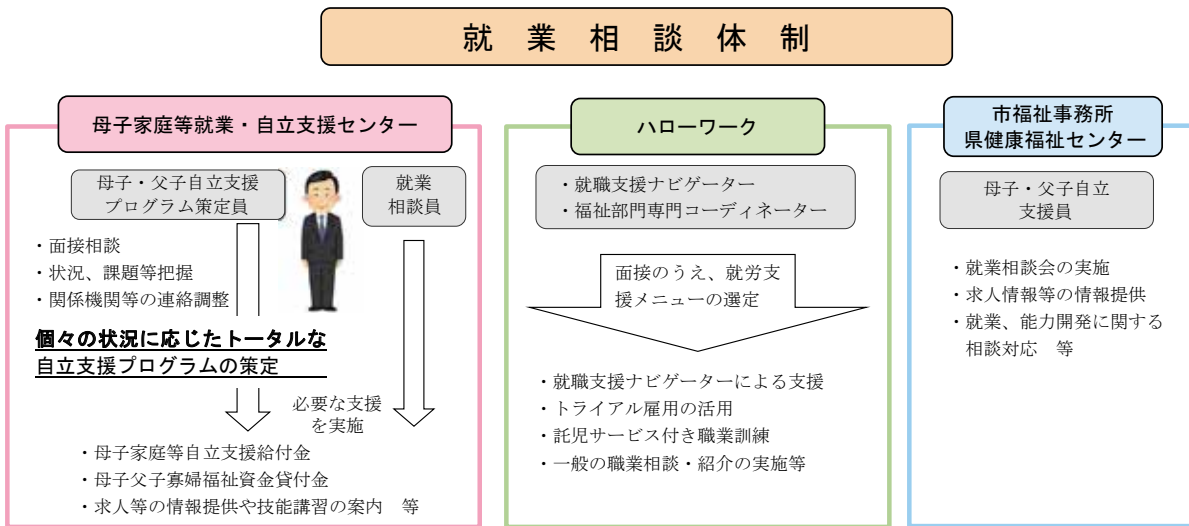 就業相談体制
母子家庭等就業・自立支援センター
母子・父子自立支援
プログラム策定員
就業
相談員
・面接相談
・状況、課題等把握
・関係機関等の連絡調整
個々の状況に応じたトータルな
自立支援プログラムの策定
必要な支援
を実施
・母子家庭等自立支援給付金
・母子父子寡婦福祉資金貸付金
・求人等の情報提供や技能講習の案内　等
ハローワーク
・就職支援ナビゲーター
・福祉部門専門コーディネーター
面接のうえ、就労支
援メニューの選定
・就職支援ナビゲーターによる支援
・トライアル雇用の活用
・託児サービス付き職業訓練
・一般の職業相談・紹介の実施等
市福祉事務所
県健康福祉センター
母子・父子自立
支援員
・就業相談会の実施
・求人情報等の情報提供
・就業、能力開発に関する
相談対応　等